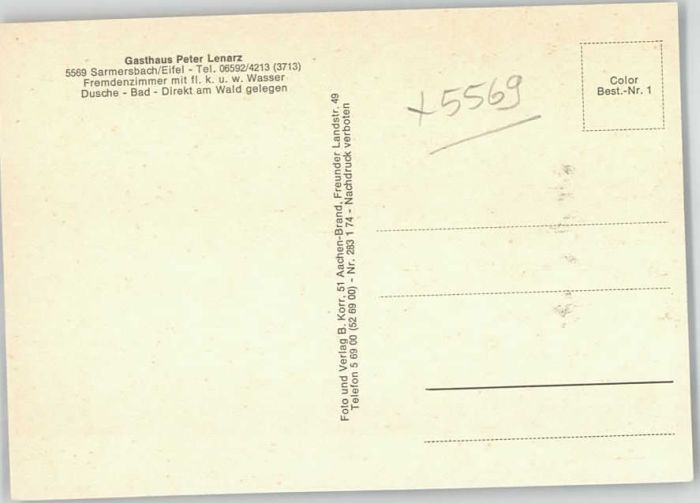 Gasthaus Peter Lenarz
5569 Sarmersbach/Eifel - Tel. 06592/4213 (3713)
Fremdenzimmer mit fl. k. u. w. Wasser
Dusche - Bad - Direkt am Wald gelegen
Foto und Verlag B. Korr, 51 Aachen-Brand, Freunder Landstr. 49
Telefon 5 69 00 (52 69 00) - Nr. 283 1 74 - Nachdruck verboten
x5569
Color
Best.-Nr. 1